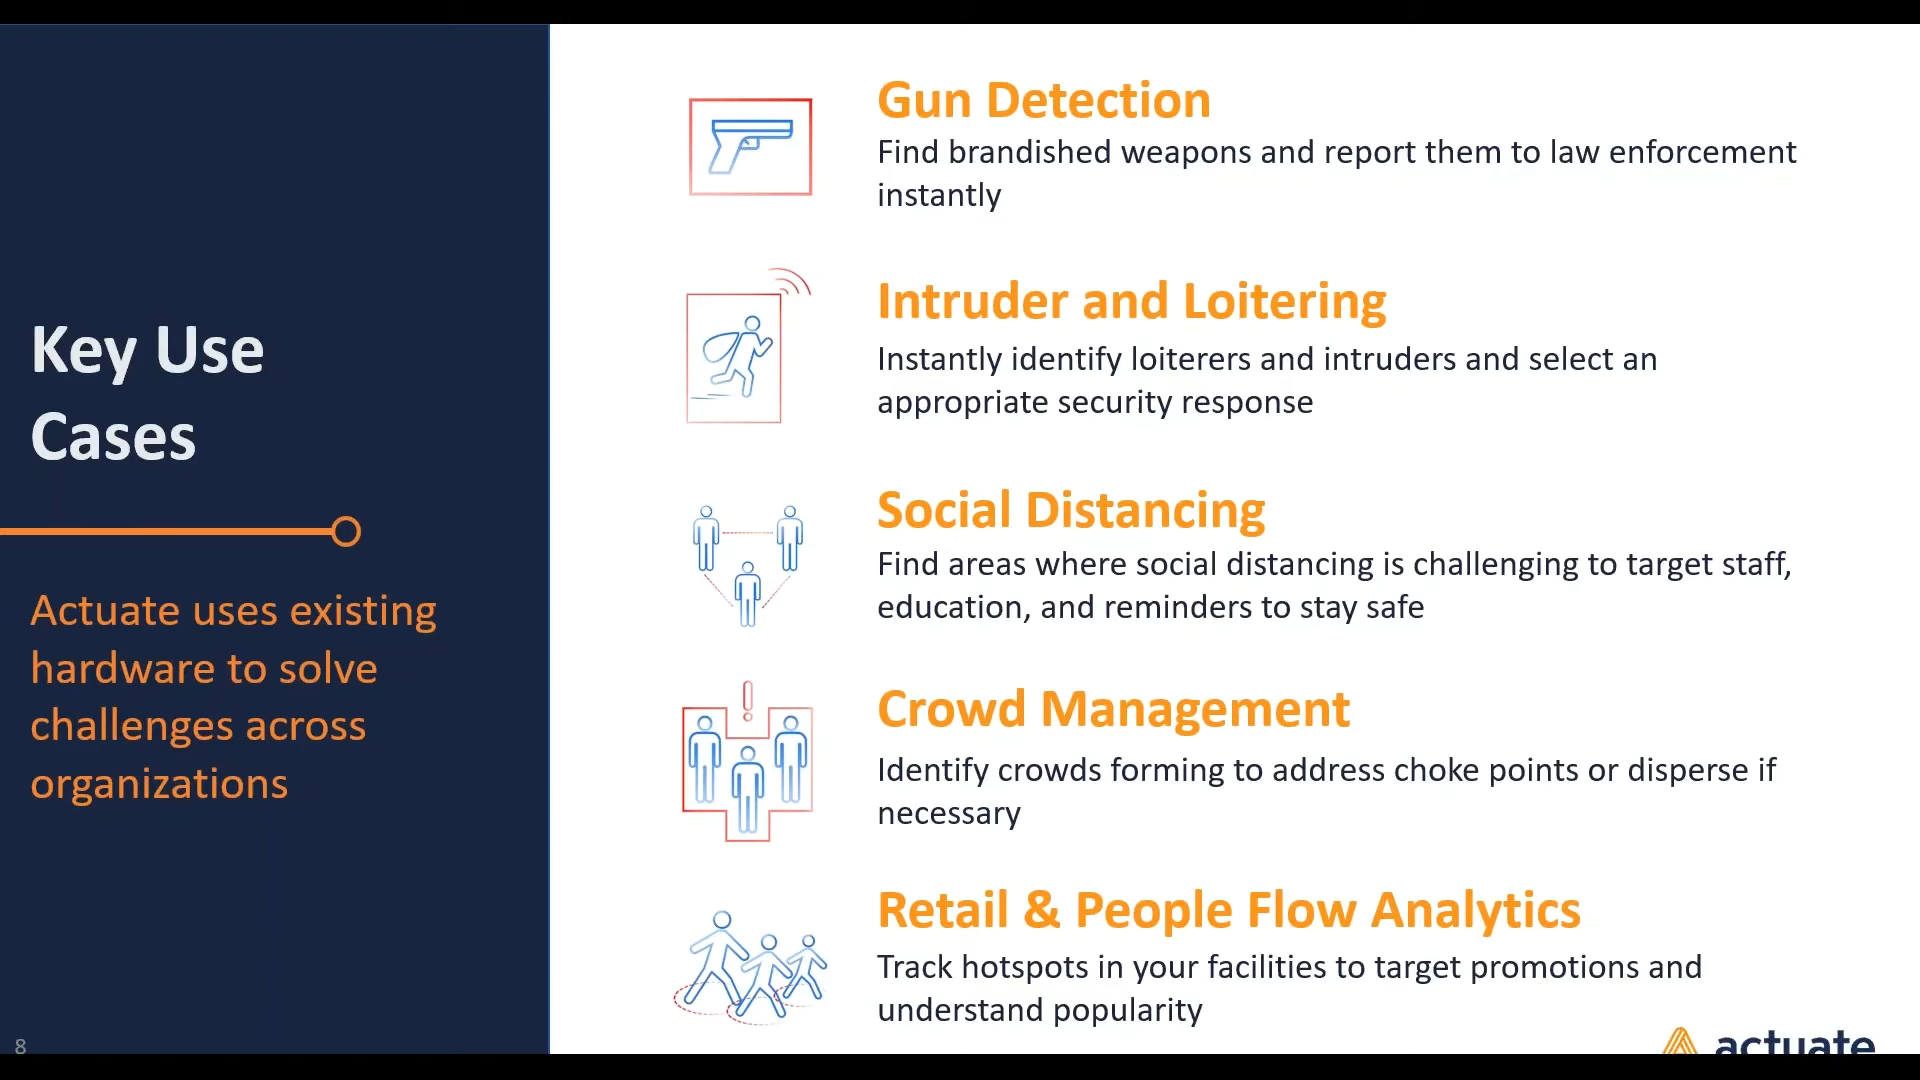 Key Use
Cases
Actuate uses existing
hardware to solve
challenges across
organizations
8
Gun Detection
Find brandished weapons and report them to law enforcement
instantly
Intruder and Loitering
Instantly identify loiterers and intruders and select an
appropriate security response
Social Distancing
Find areas where social distancing is challenging to target staff,
education, and reminders to stay safe
Crowd Management
Identify crowds forming to address choke points or disperse if
necessary
Retail & People Flow Analytics
Track hotspots in your facilities to target promotions and
understand popularity
actuate